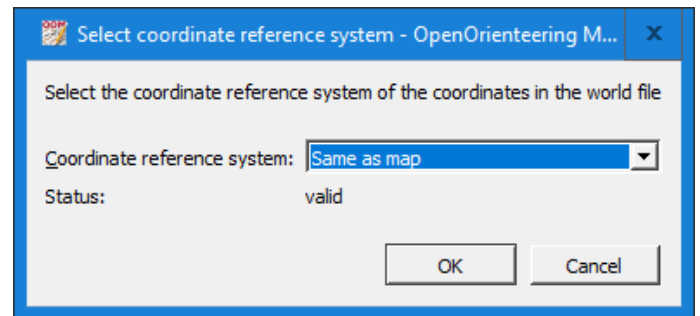 Select coordinate reference system - OpenOrienteering M...
Select the coordinate reference system of the coordinates in the world file
Coordinate reference system: Same as map
Status: valid
OK Cancel